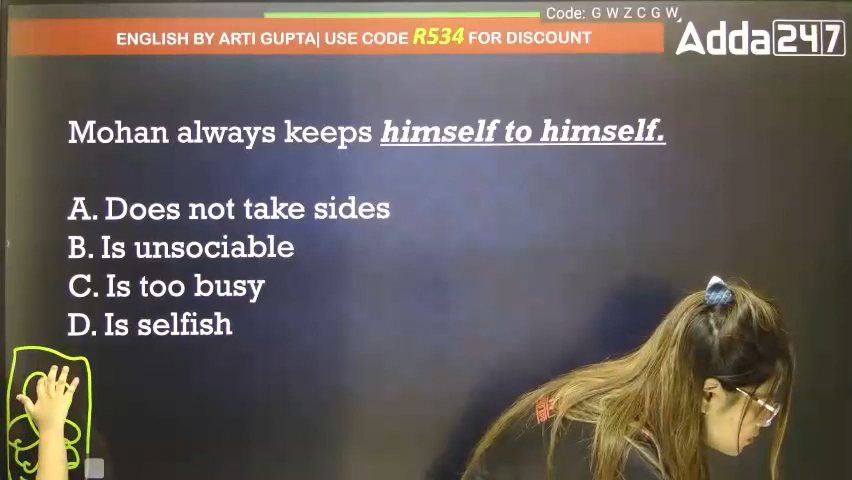 Code: G W Z C G W
ENGLISH BY ARTI GUPTA| USE CODE R534 FOR DISCOUNT
Adda247
Mohan always keeps himself to himself.
A. Does not take sides
B. Is unsociable
C. Is too busy
D. Is selfish